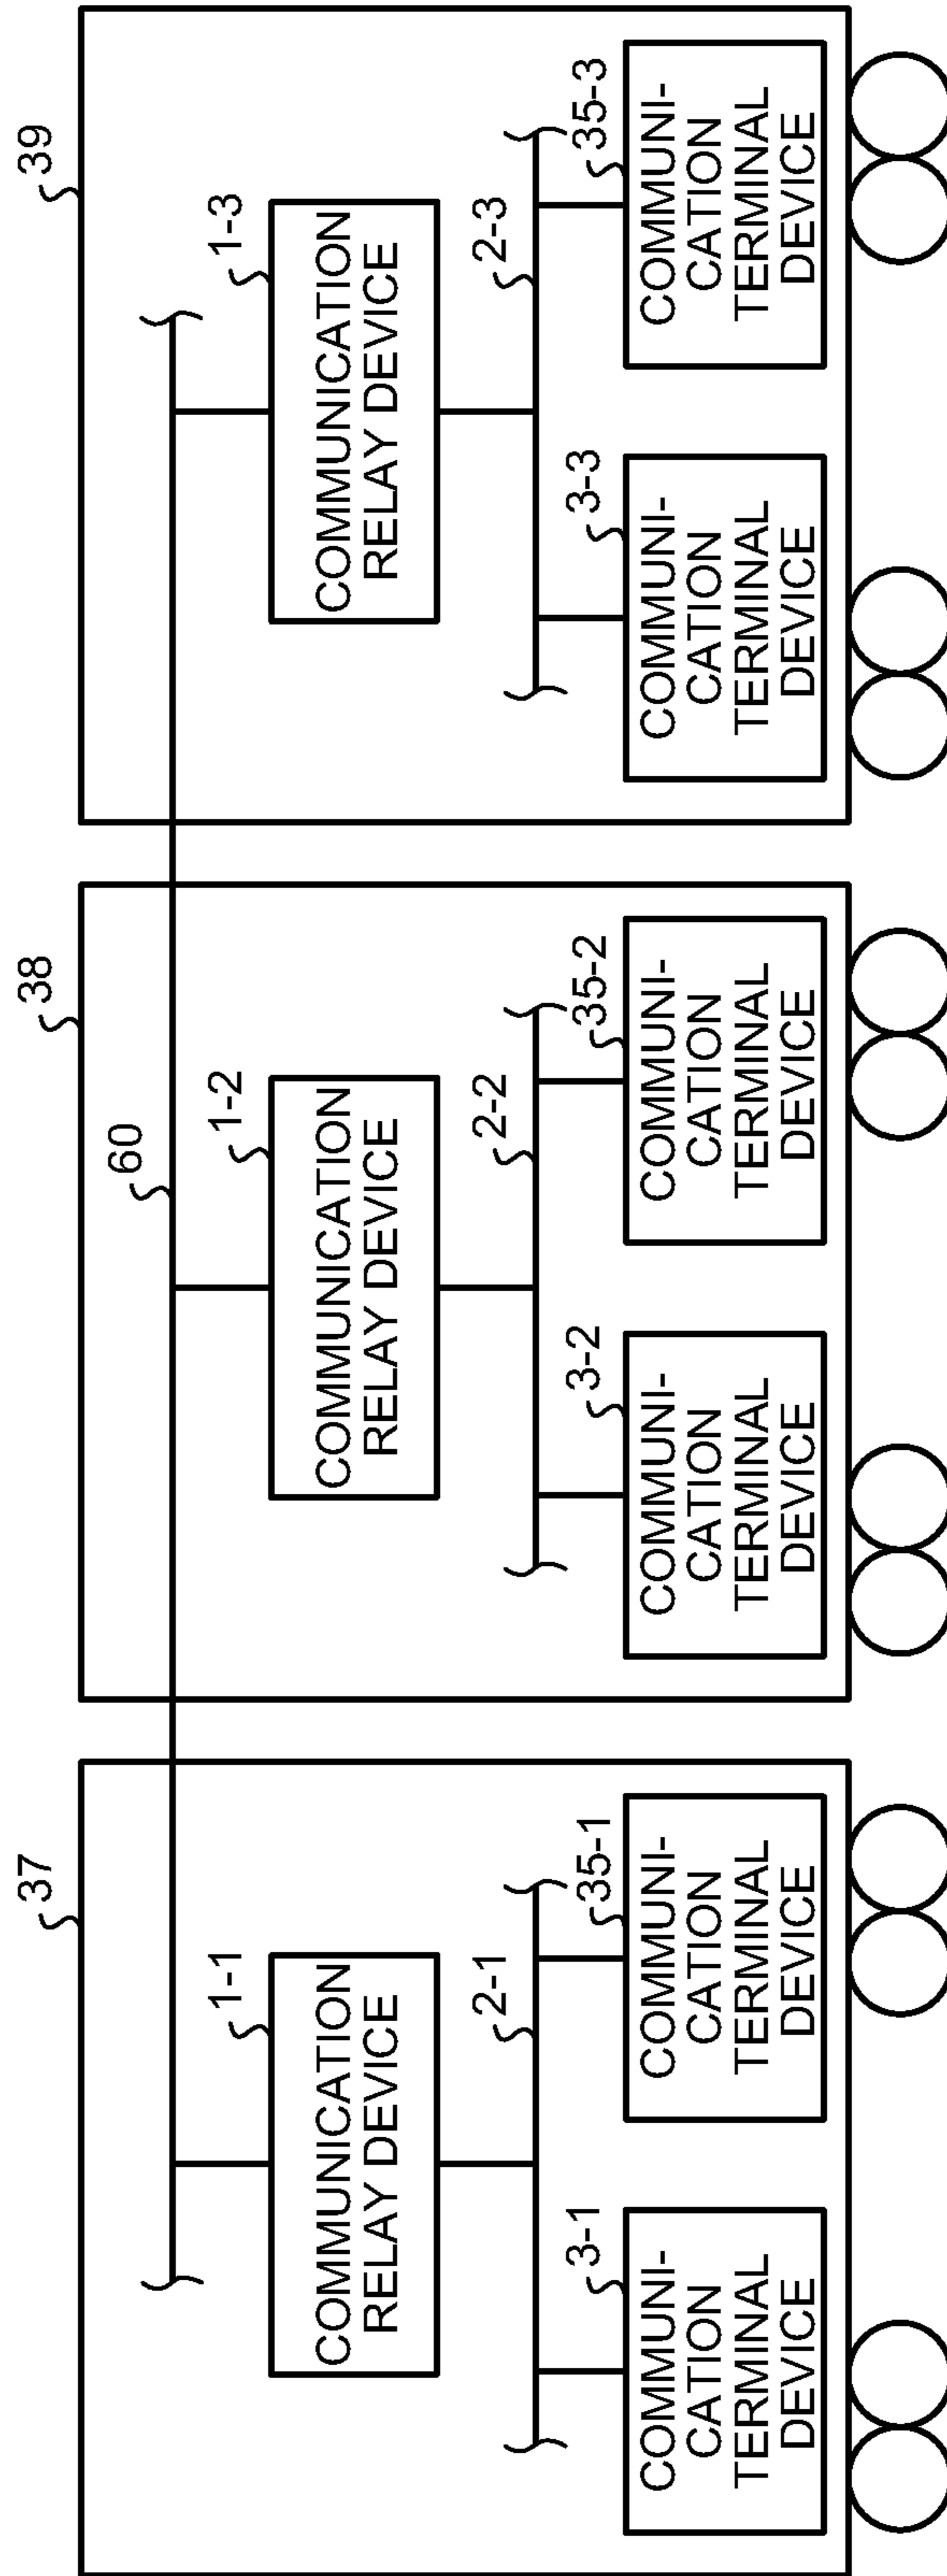 37
1-1
COMMUNICATION
RELAY DEVICE
2-1
3-1
COMMUNI-
CATION
TERMINAL
DEVICE
35-1
COMMUNI-
CATION
TERMINAL
DEVICE
38
60
1-2
COMMUNICATION
RELAY DEVICE
2-2
3-2
COMMUNI-
CATION
TERMINAL
DEVICE
35-2
COMMUNI-
CATION
TERMINAL
DEVICE
39
1-3
COMMUNICATION
RELAY DEVICE
2-3
3-3
COMMUNI-
CATION
TERMINAL
DEVICE
35-3
COMMUNI-
CATION
TERMINAL
DEVICE